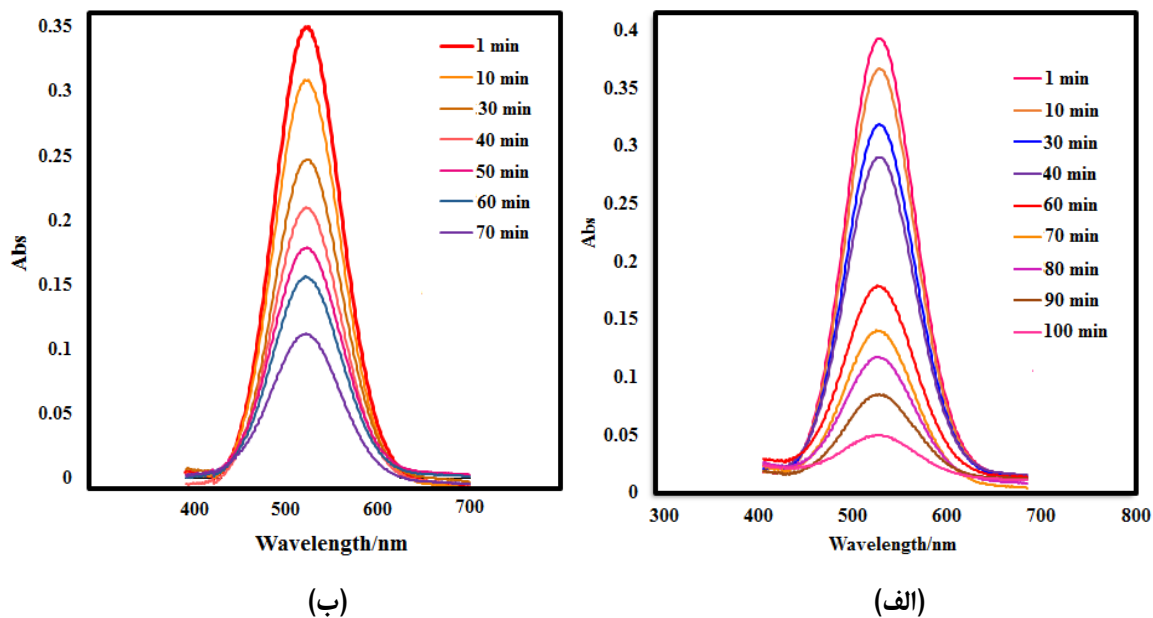 0.35
0.3
0.25
0.2
0.15
0.1
0.05
0
Abs
400
500
600
700
Wavelength/nm
1 min
10 min
30 min
40 min
50 min
60 min
70 min
(ب)
0.4
0.35
0.3
0.25
0.2
0.15
0.1
0.05
0
Abs
300
400
500
600
700
800
Wavelength/nm
1 min
10 min
30 min
40 min
60 min
70 min
80 min
90 min
100 min
(الف)